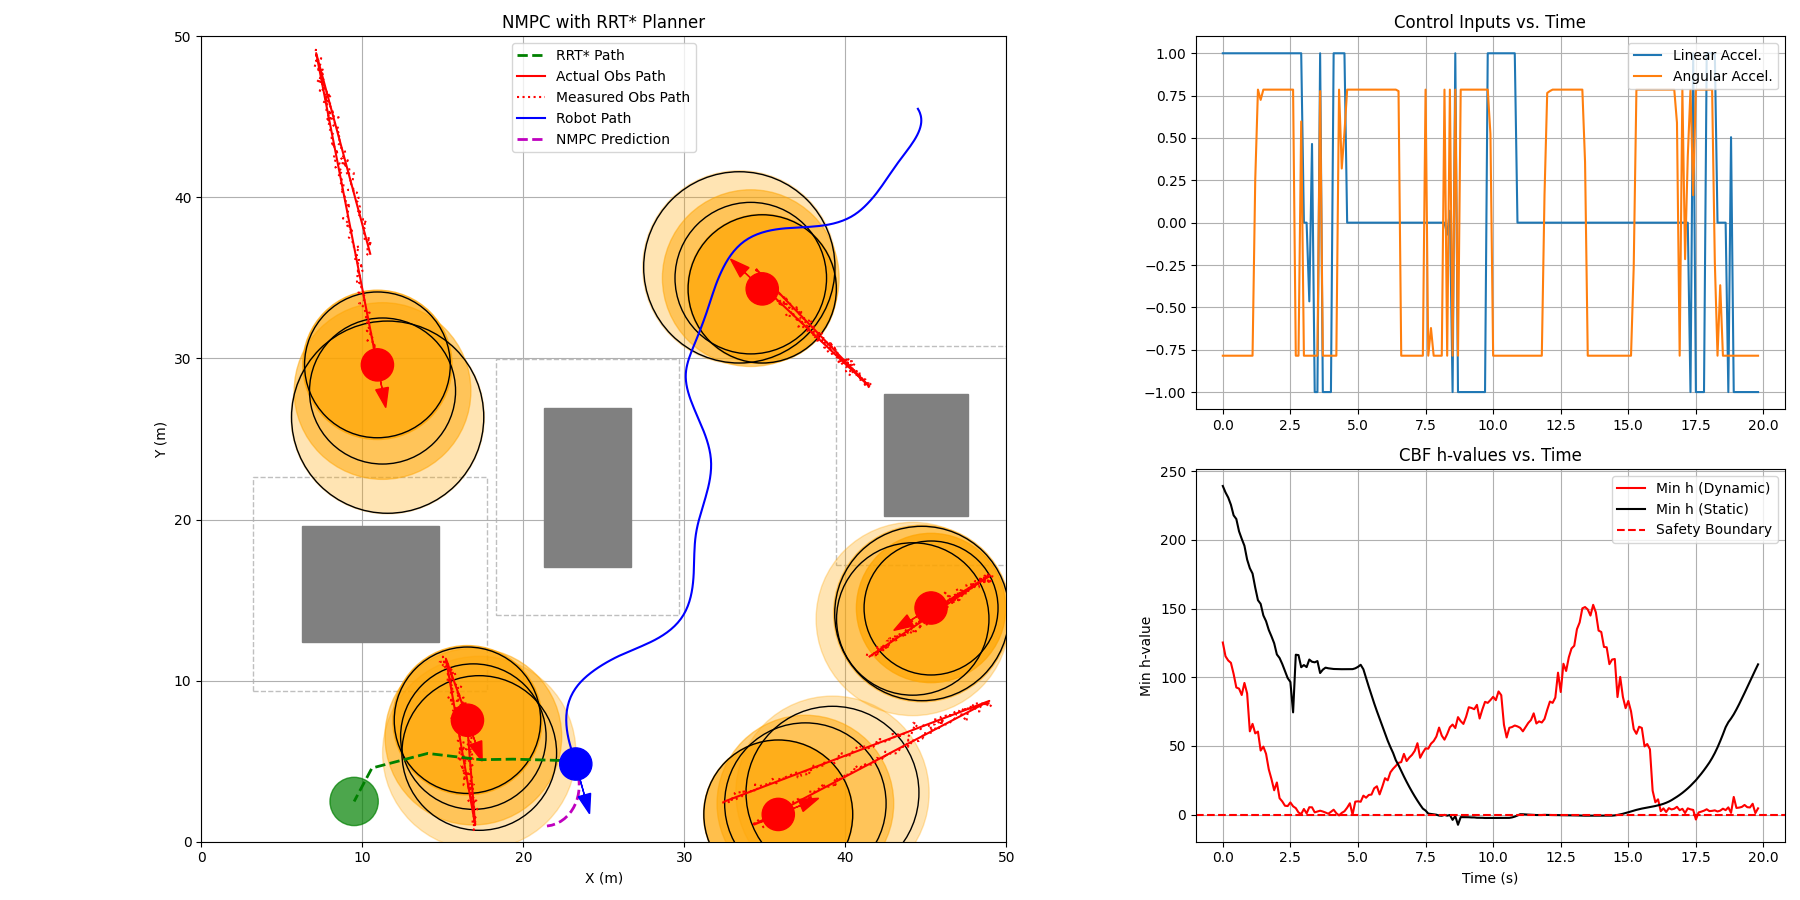 NMPC with RRT* Planner
50
40
30
20
10
0
Y (m)
RRT* Path
Actual Obs Path
Measured Obs Path
Robot Path
NMPC Prediction
0 10 20 30 40 50
X (m)
Control Inputs vs. Time
1.00
0.75
0.50
0.25
0.00
−0.25
−0.50
−0.75
−1.00
Linear Accel.
Angular Accel.
0.0 2.5 5.0 7.5 10.0 12.5 15.0 17.5 20.0
CBF h-values vs. Time
250
200
150
100
50
0
Min h-value
Min h (Dynamic)
Min h (Static)
Safety Boundary
0.0 2.5 5.0 7.5 10.0 12.5 15.0 17.5 20.0
Time (s)